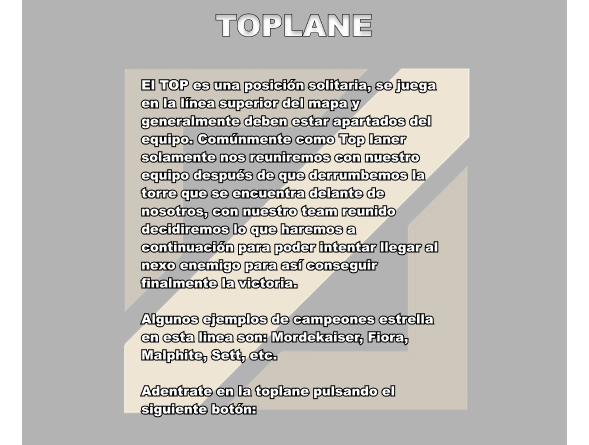 TOPLANE
El TOP es una posición solitaria, se juega
en la línea superior del mapa y
generalmente deben estar apartados del
equipo. Comúnmente como Top laner
solamente nos reuniremos con nuestro
equipo después de que derrumbemos la
torre que se encuentra delante de
nosotros, con nuestro team reunido
decidiremos lo que haremos a
continuación para poder intentar llegar al
nexo enemigo para así conseguir
finalmente la victoria.
Algunos ejemplos de campeones estrella
en esta linea son: Mordekaiser, Fiora,
Malphite, Sett, etc.
Adentrate en la toplane pulsando el
siguiente botón: